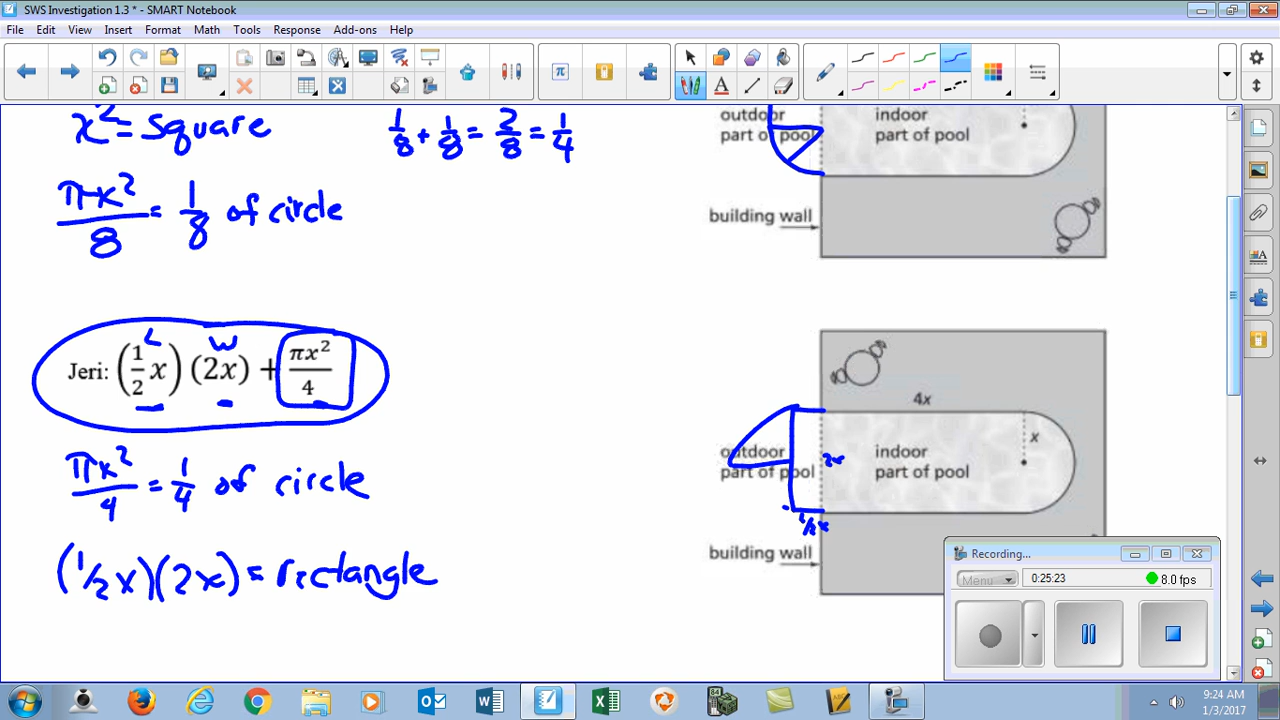 SWS Investigation 1.3 * - SMART Notebook
File Edit View Insert Format Math Tools Response Add-ons Help
x² = Square
1/8 + 1/8 = 2/8 = 1/4
πx²/8 = 1/8 of circle
outdoor part of pool
indoor part of pool
building wall
L W
Jeri: (1/2 x) (2x) + πx²/4
πx²/4 = 1/4 of circle
(1/2x)(2x) = rectangle
4x
x
outdoor part of pool
2x
indoor part of pool
1/2x
building wall
Recording...
Menu 0:25:23 8.0 fps
9:24 AM
1/3/2017